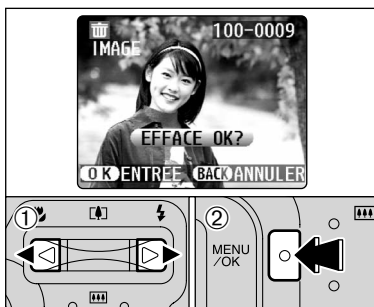 IMAGE 100-0009
EFFACE OK?
OK ENTREE BACK ANNULER
① ②
MENU
/OK